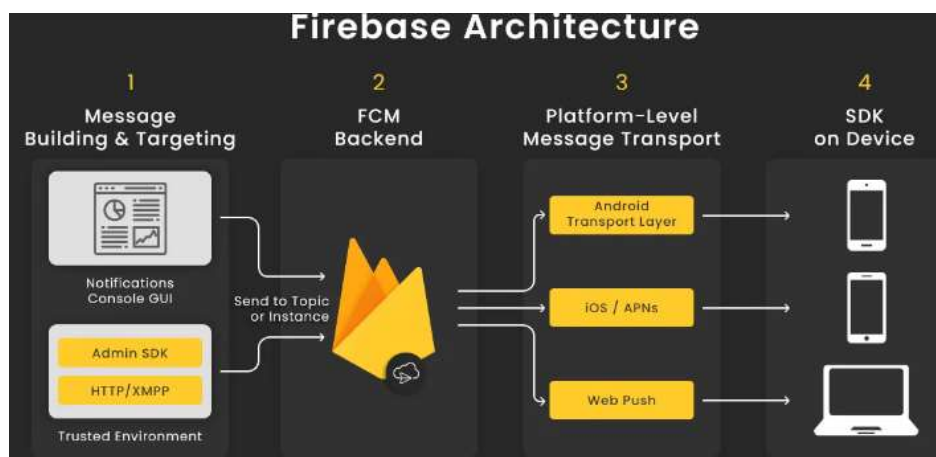 Firebase Architecture
1
Message
Building & Targeting
Notifications
Console GUI
Admin SDK
HTTP/XMPP
Trusted Environment
Send to Topic
or Instance
2
FCM
Backend
3
Platform-Level
Message Transport
Android
Transport Layer
iOS / APNs
Web Push
4
SDK
on Device